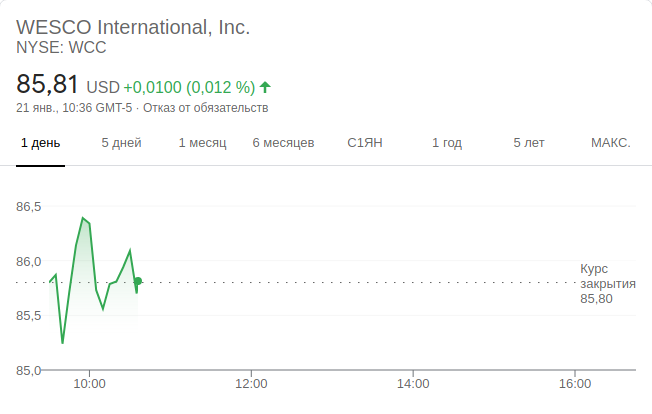 WESCO International, Inc.
NYSE: WCC
85,81 USD +0,0100 (0,012 %)
21 янв., 10:36 GMT-5 · Отказ от обязательств
1 день 5 дней 1 месяц 6 месяцев С1ЯН 1 год 5 лет МАКС.
86,5
86,0
Курс
закрытия
85,80
85,5
85,0
10:00 12:00 14:00 16:00